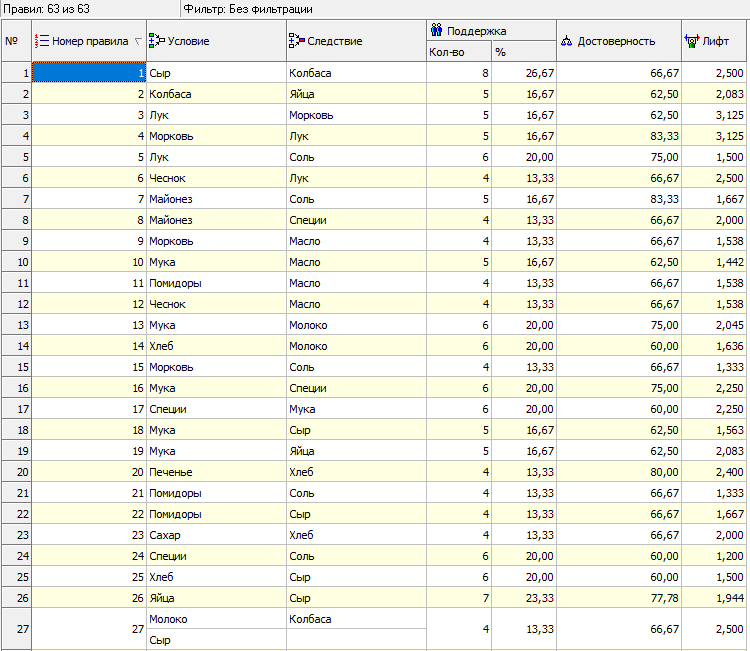 Правил: 63 из 63 Фильтр: Без фильтрации
№ Номер правила Условие Следствие Поддержка Достоверность Лифт
Кол-во %
1 1 Сыр Колбаса 8 26,67 66,67 2,500
2 2 Колбаса Яйца 5 16,67 62,50 2,083
3 3 Лук Морковь 5 16,67 62,50 3,125
4 4 Морковь Лук 5 16,67 83,33 3,125
5 5 Лук Соль 6 20,00 75,00 1,500
6 6 Чеснок Лук 4 13,33 66,67 2,500
7 7 Майонез Соль 5 16,67 83,33 1,667
8 8 Майонез Специи 4 13,33 66,67 2,000
9 9 Морковь Масло 4 13,33 66,67 1,538
10 10 Мука Масло 5 16,67 62,50 1,442
11 11 Помидоры Масло 4 13,33 66,67 1,538
12 12 Чеснок Масло 4 13,33 66,67 1,538
13 13 Мука Молоко 6 20,00 75,00 2,045
14 14 Хлеб Молоко 6 20,00 60,00 1,636
15 15 Морковь Соль 4 13,33 66,67 1,333
16 16 Мука Специи 6 20,00 75,00 2,250
17 17 Специи Мука 6 20,00 60,00 2,250
18 18 Мука Сыр 5 16,67 62,50 1,563
19 19 Мука Яйца 5 16,67 62,50 2,083
20 20 Печенье Хлеб 4 13,33 80,00 2,400
21 21 Помидоры Соль 4 13,33 66,67 1,333
22 22 Помидоры Сыр 4 13,33 66,67 1,667
23 23 Сахар Хлеб 4 13,33 66,67 2,000
24 24 Специи Соль 6 20,00 60,00 1,200
25 25 Хлеб Сыр 6 20,00 60,00 1,500
26 26 Яйца Сыр 7 23,33 77,78 1,944
27 27 Молоко Колбаса 4 13,33 66,67 2,500
Сыр